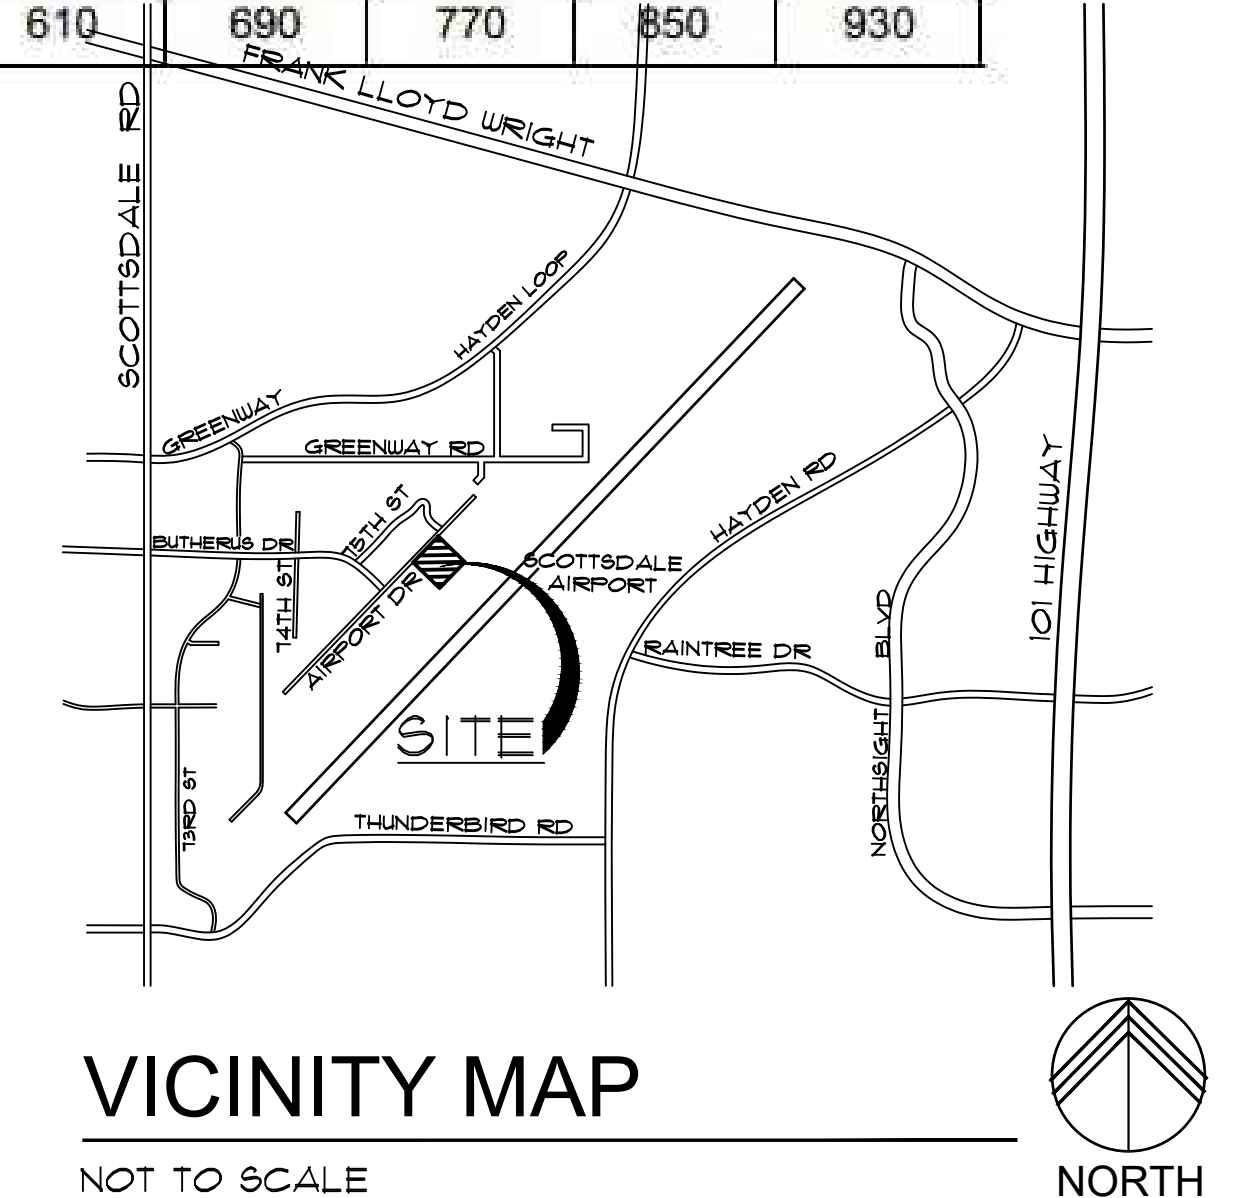 610 690 770 850 930
FRANK LLOYD WRIGHT
SCOTTSDALE RD
HAYDEN LOOP
GREENWAY
GREENWAY RD
75TH ST
HAYDEN RD
BUTHERUS DR
74TH ST
AIRPORT DR
SCOTTSDALE
AIRPORT
101 HIGHWAY
RAINTREE DR
NORTHSIGHT BLVD
SITE
73RD ST
THUNDERBIRD RD
VICINITY MAP
NOT TO SCALE
NORTH